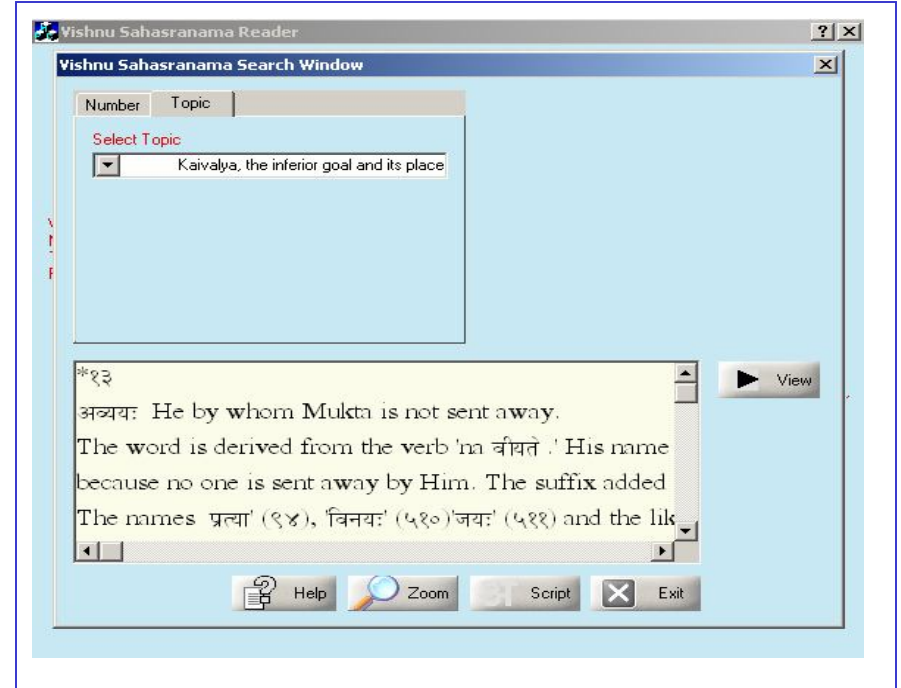 Vishnu Sahasranama Reader
Vishnu Sahasranama Search Window
Number Topic
Select Topic
Kaivalya, the inferior goal and its place
*१३
अव्ययः He by whom Mukta is not sent away.
The word is derived from the verb 'na वीयते .' His name
because no one is sent away by Him. The suffix added
The names प्रत्या' (९४), 'विनयः' (५१०)'जयः' (५११) and the lik
View
Help Zoom Script Exit